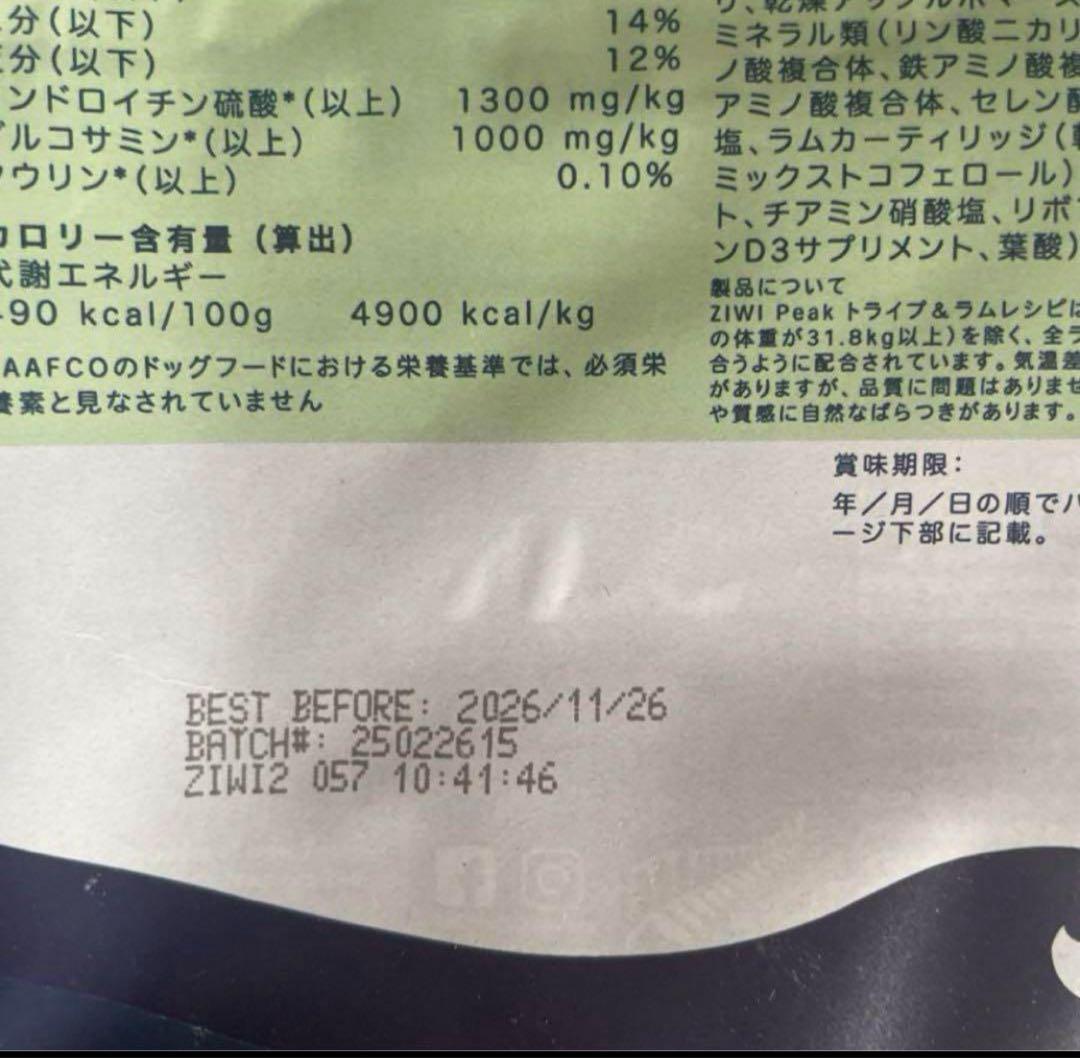 分(以下) 14%
分(以下) 12%
ンドロイチン硫酸*(以上) 1300 mg/kg
ルコサミン*(以上) 1000 mg/kg
ウリン*(以上) 0.10%
カロリー含有量(算出)
代謝エネルギー
490 kcal/100g 4900 kcal/kg
AAFCOのドッグフードにおける栄養基準では、必須栄
養素と見なされていません
ミネラル類(リン酸二カリ
ノ酸複合体、鉄アミノ酸複
アミノ酸複合体、セレン酸
塩、ラムカーティリッジ(乾
ミックストコフェロール)
ト、チアミン硝酸塩、リボ
ンD3サプリメント、葉酸)
製品について
ZIWI Peak トライプ&ラムレシピは
の体重が31.8kg以上)を除く、全ラ
合うように配合されています。気温差
がありますが、品質に問題はありませ
や質感に自然なばらつきがあります。
賞味期限:
年/月/日の順でパ
ージ下部に記載。
BEST BEFORE: 2026/11/26
BATCH#: 25022615
ZIWI2 057 10:41:46